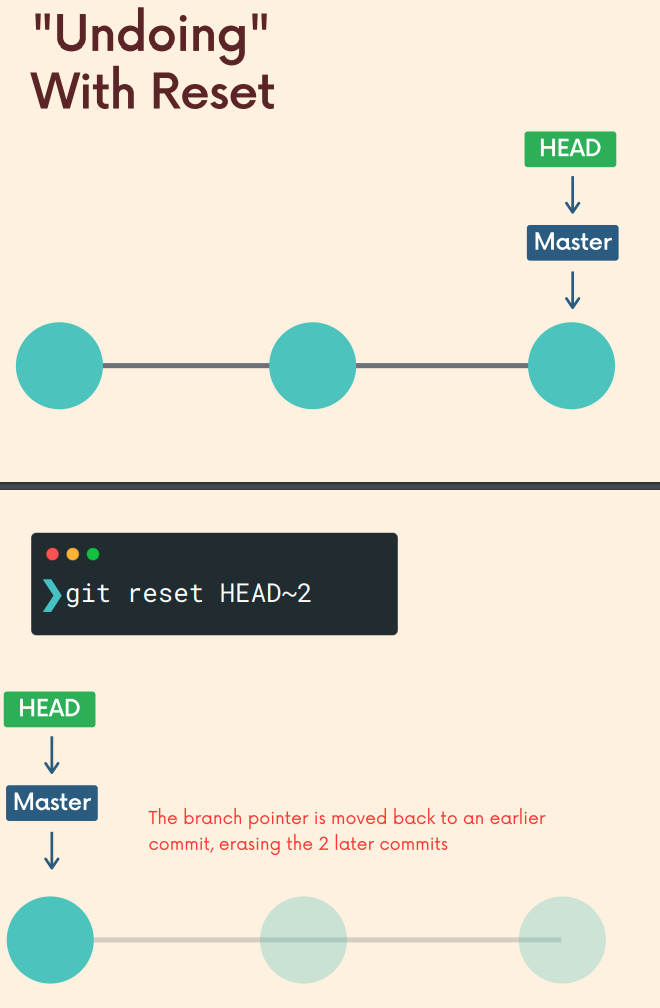 "Undoing"
With Reset
HEAD
Master
❯git reset HEAD~2
HEAD
Master
The branch pointer is moved back to an earlier
commit, erasing the 2 later commits